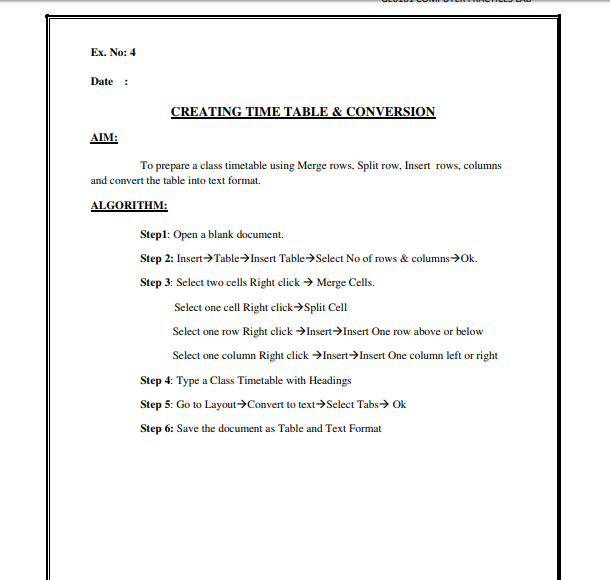 Ex. No: 4
Date :
CREATING TIME TABLE & CONVERSION
AIM:
To prepare a class timetable using Merge rows, Split row, Insert rows, columns
and convert the table into text format.
ALGORITHM:
Step1: Open a blank document.
Step 2: Insert→Table→Insert Table→Select No of rows & columns→Ok.
Step 3: Select two cells Right click → Merge Cells.
Select one cell Right click→Split Cell
Select one row Right click →Insert→Insert One row above or below
Select one column Right click →Insert→Insert One column left or right
Step 4: Type a Class Timetable with Headings
Step 5: Go to Layout→Convert to text→Select Tabs→ Ok
Step 6: Save the document as Table and Text Format